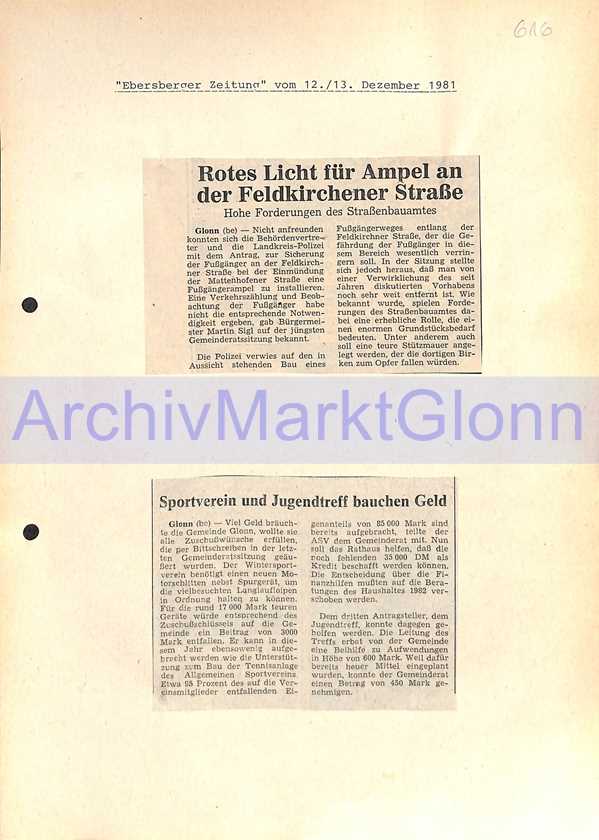 616
"Ebersberger Zeitung" vom 12./13. Dezember 1981
Rotes Licht für Ampel an
der Feldkirchener Straße
Hohe Forderungen des Straßenbauamtes
Glonn (be) — Nicht anfreunden
konnten sich die Behördenvertre-
ter und die Landkreis-Polizei
mit dem Antrag, zur Sicherung
der Fußgänger an der Feldkirch-
ner Straße bei der Einmündung
der Mattenhofener Straße eine
Fußgängerampel zu installieren.
Eine Verkehrszählung und Beob-
achtung der Fußgänger habe
nicht die entsprechende Notwen-
digkeit ergeben, gab Bürgermei-
ster Martin Sigl auf der jüngsten
Gemeinderatssitzung bekannt.
Die Polizei verwies auf den in
Aussicht stehenden Bau eines
Fußgängerweges entlang der
Feldkirchner Straße, der die Ge-
fährdung der Fußgänger in die-
sem Bereich wesentlich verrin-
gern soll. In der Sitzung stellte
sich jedoch heraus, daß man von
einer Verwirklichung des seit
Jahren diskutierten Vorhabens
noch sehr weit entfernt ist. Wie
bekannt wurde, spielen Forde-
rungen des Straßenbauamtes da-
bei eine erhebliche Rolle, die ei-
nen enormen Grundstücksbedarf
bedeuten. Unter anderem auch
soll eine teure Stützmauer ange-
legt werden, der die dortigen Bir-
ken zum Opfer fallen würden.
ArchivMarktGlonn
Sportverein und Jugendtreff bauchen Geld
Glonn (be) — Viel Geld bräuch-
te die Gemeinde Glonn, wollte sie
alle Zuschußwünsche erfüllen,
die per Bittschreiben in der letz-
ten Gemeinderatssitzung geäu-
ßert wurden. Der Wintersport-
verein benötigt einen neuen Mo-
torschlitten nebst Spurgerät, um
die vielbesuchten Langlaufloipen
in Ordnung halten zu können.
Für die rund 17 000 Mark teuren
Geräte würde entsprechend des
Zuschußschlüssels auf die Ge-
meinde ein Beitrag von 3000
Mark entfallen. Er kann in die-
sem Jahr ebensowenig aufge-
bracht werden wie die Unterstüt-
zung zum Bau der Tennisanlage
des Allgemeinen Sportvereins.
Etwa 95 Prozent des auf die Ver-
einsmitglieder entfallenden Ei-
genanteils von 85 000 Mark sind
bereits aufgebracht, teilte der
ASV dem Gemeinderat mit. Nun
soll das Rathaus helfen, daß die
noch fehlenden 35 000 DM als
Kredit beschafft werden können.
Die Entscheidung über die Fi-
nanzhilfen mußten auf die Bera-
tungen des Haushaltes 1982 ver-
schoben werden.
Dem dritten Antragsteller, dem
Jugendtreff, konnte dagegen ge-
holfen werden. Die Leitung des
Treffs erbat von der Gemeinde
eine Beihilfe zu Aufwendungen
in Höhe von 600 Mark. Weil dafür
bereits heuer Mittel eingeplant
wurden, konnte der Gemeinderat
einen Betrag von 450 Mark ge-
nehmigen.